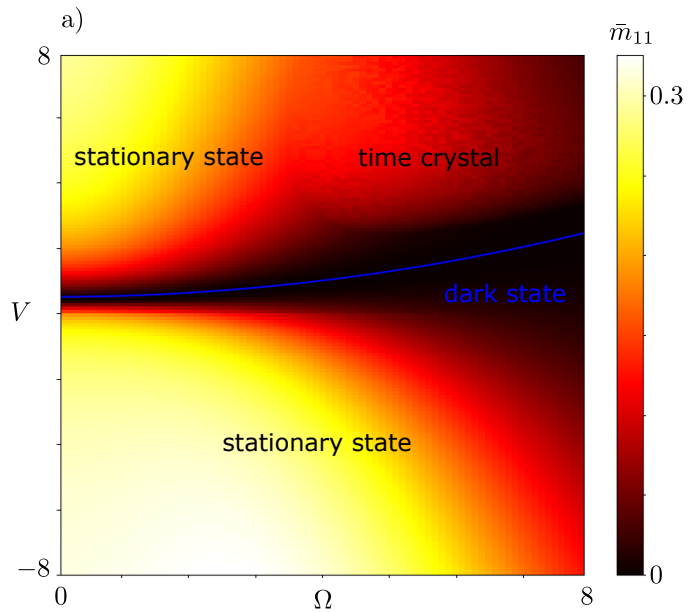 a)
m̄₁₁
8
0.3
stationary state
time crystal
dark state
V
stationary state
−8
0
0
Ω
8